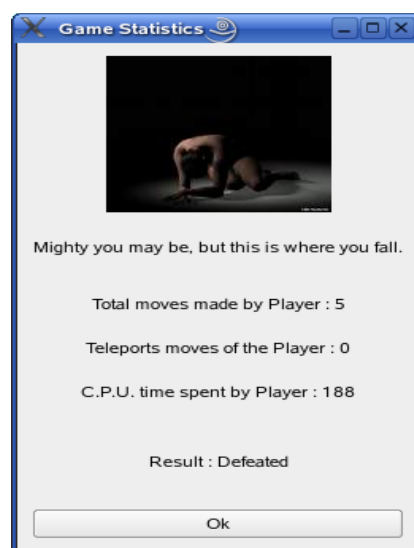 Game Statistics
Mighty you may be, but this is where you fall.
Total moves made by Player : 5
Teleports moves of the Player : 0
C.P.U. time spent by Player : 188
Result : Defeated
Ok